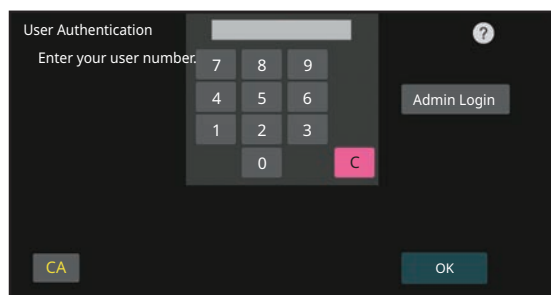 User Authentication
?
Enter your user number.
7 8 9
4 5 6
Admin Login
1 2 3
0 C
CA
OK